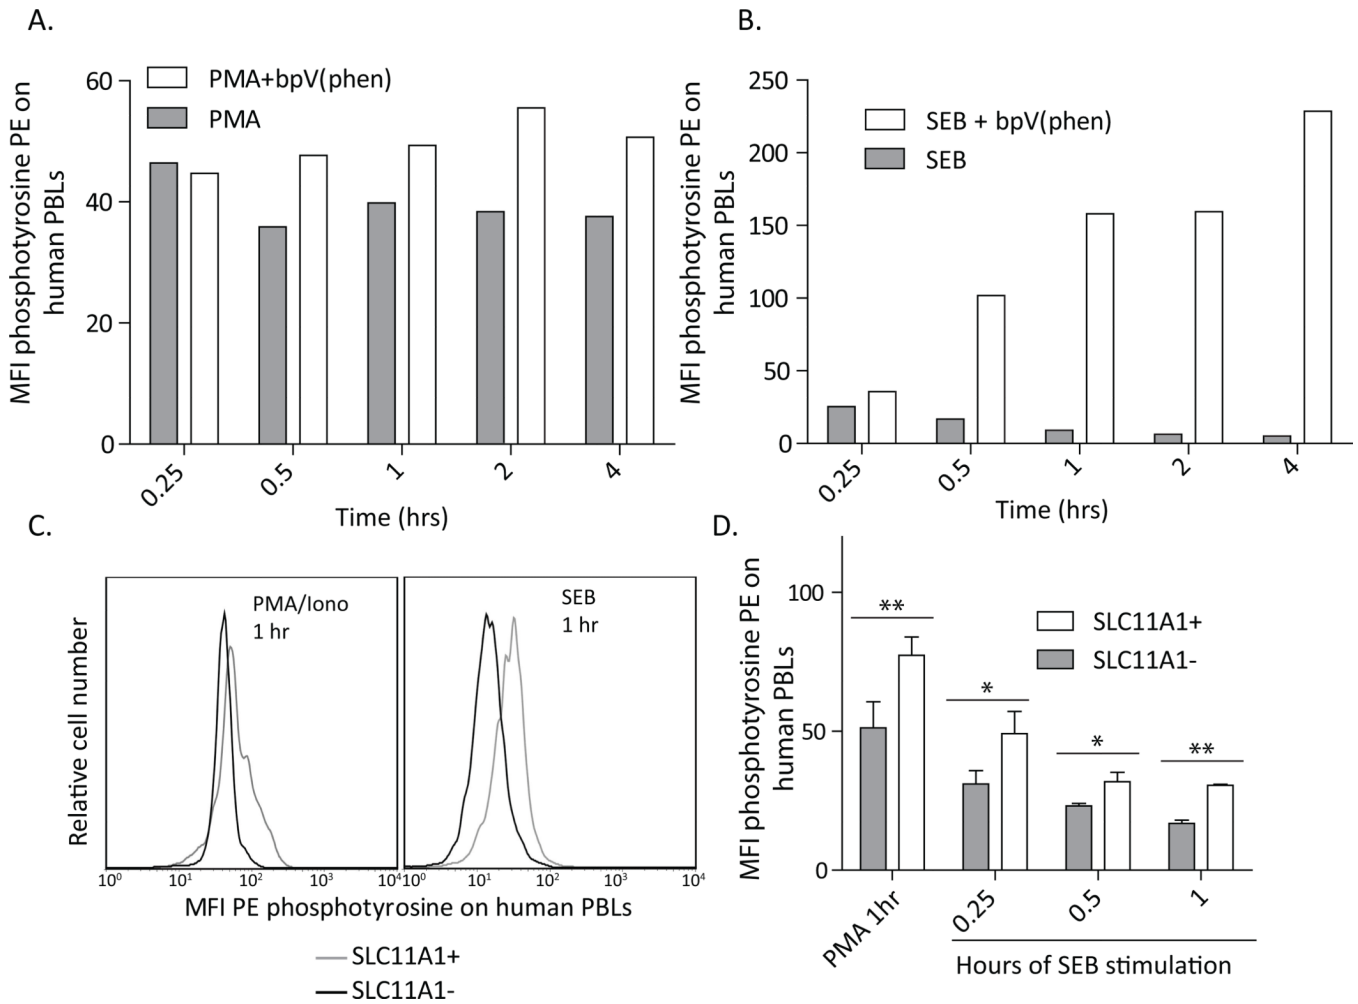 A.
MFI phosphotyrosine PE on
human PBLs
60
40
20
0
PMA+bpV(phen)
PMA
0.25
0.5
1
2
4
Time (hrs)
B.
MFI phosphotyrosine PE on
human PBLs
250
200
150
100
50
0
SEB + bpV(phen)
SEB
0.25
0.5
1
2
4
Time (hrs)
C.
Relative cell number
PMA/Iono
1 hr
SEB
1 hr
10⁰ 10¹ 10² 10³ 10⁴
10⁰ 10¹ 10² 10³ 10⁴
MFI PE phosphotyrosine on human PBLs
SLC11A1+
SLC11A1-
D.
MFI phosphotyrosine PE on
human PBLs
100
50
0
**
*
*
**
SLC11A1+
SLC11A1-
PMA 1hr
0.25
0.5
1
Hours of SEB stimulation